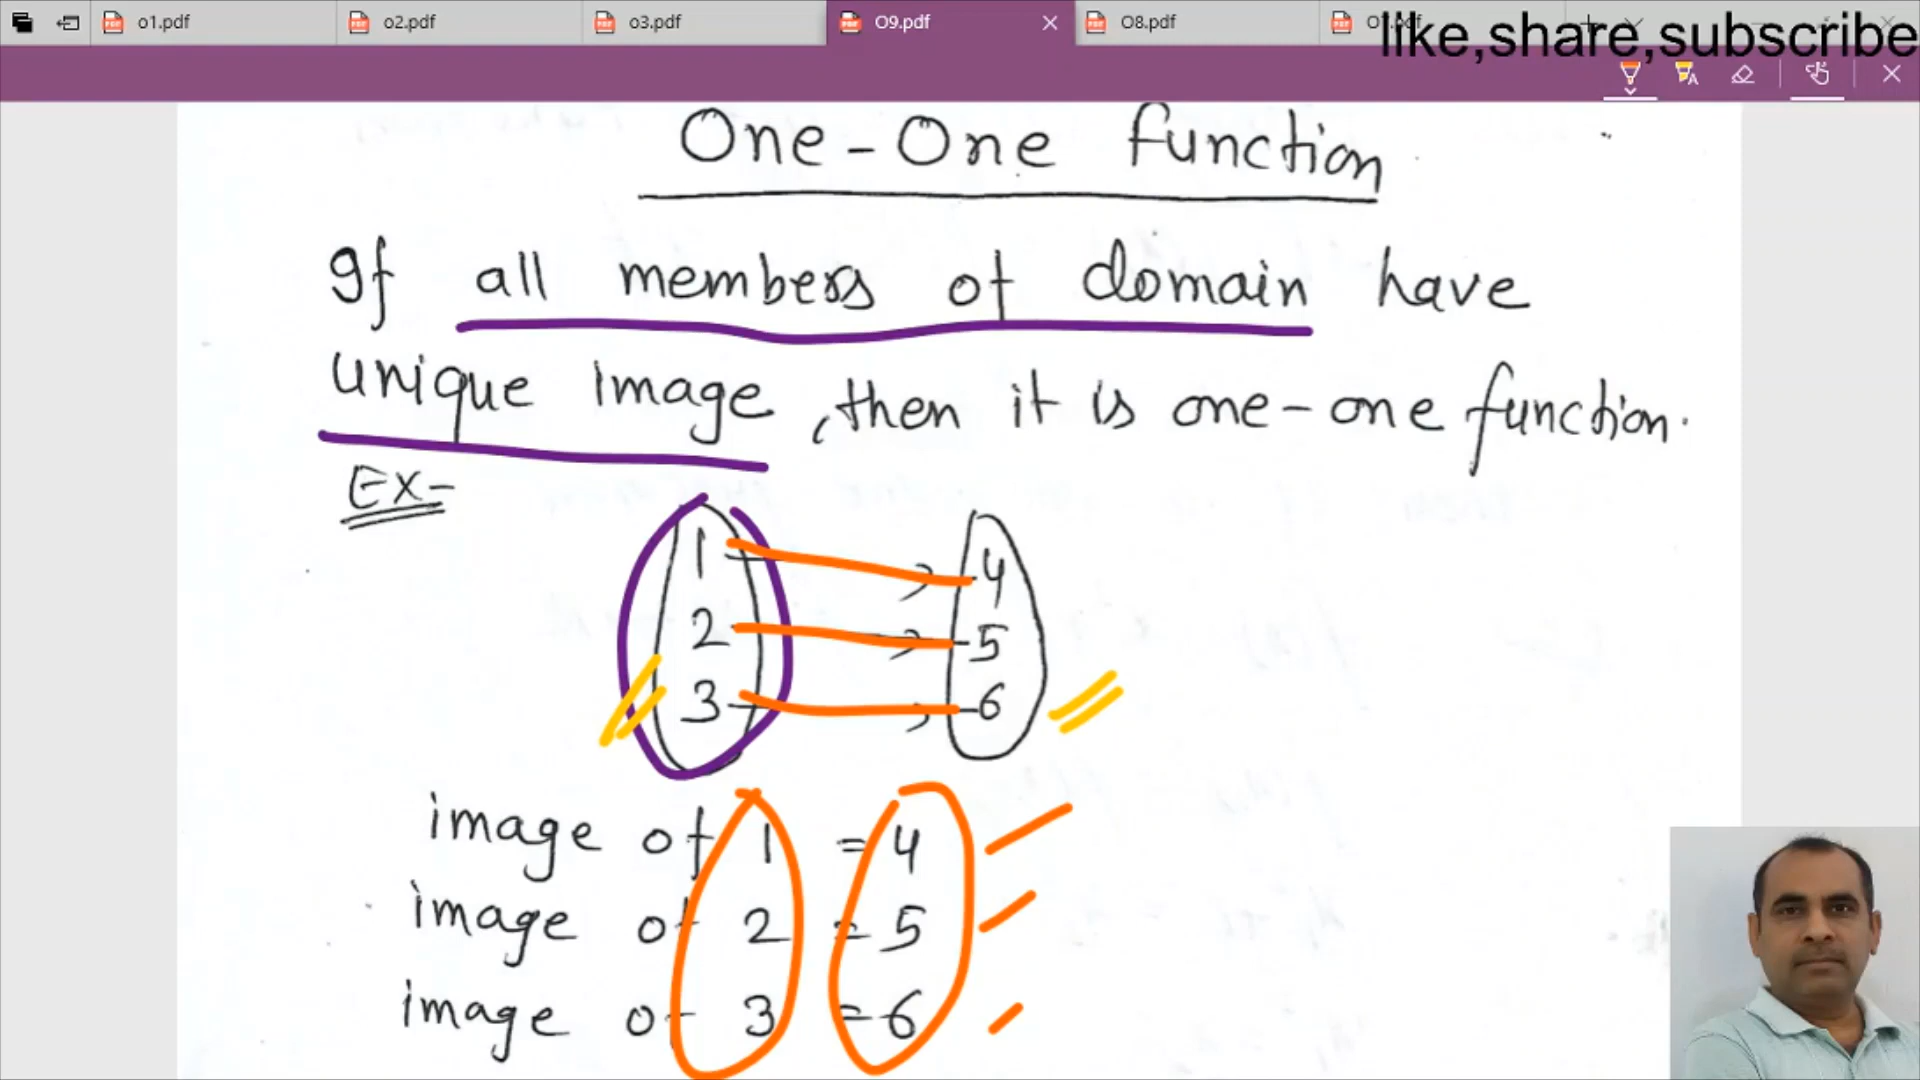 o1.pdf o2.pdf o3.pdf O9.pdf O8.pdf
like,share,subscribe
One-One function
If all members of domain have
unique image, then it is one-one function.
EX-
1 4
2 5
3 6
image of 1 = 4
image of 2 = 5
image of 3 = 6